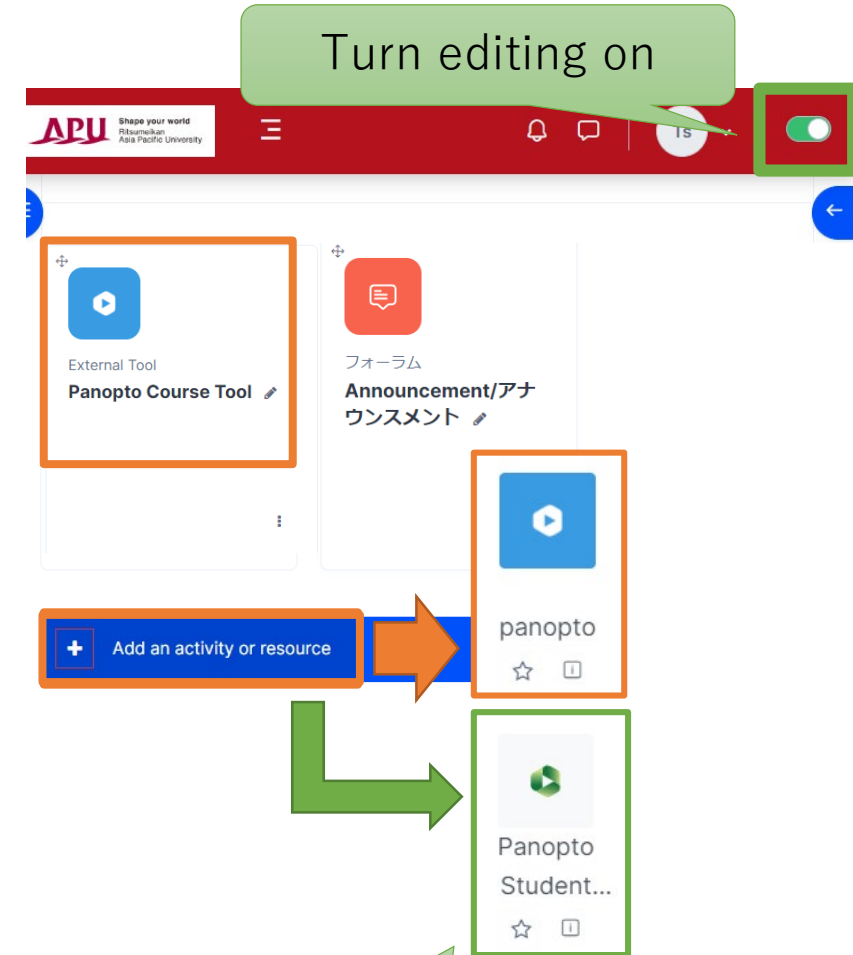 Turn editing on
APU
Shape your world
Ritsumeikan
Asia Pacific University
Ts
External Tool
Panopto Course Tool
フォーラム
Announcement/アナ
ウンスメント
panopto
Add an activity or resource
Panopto
Student...